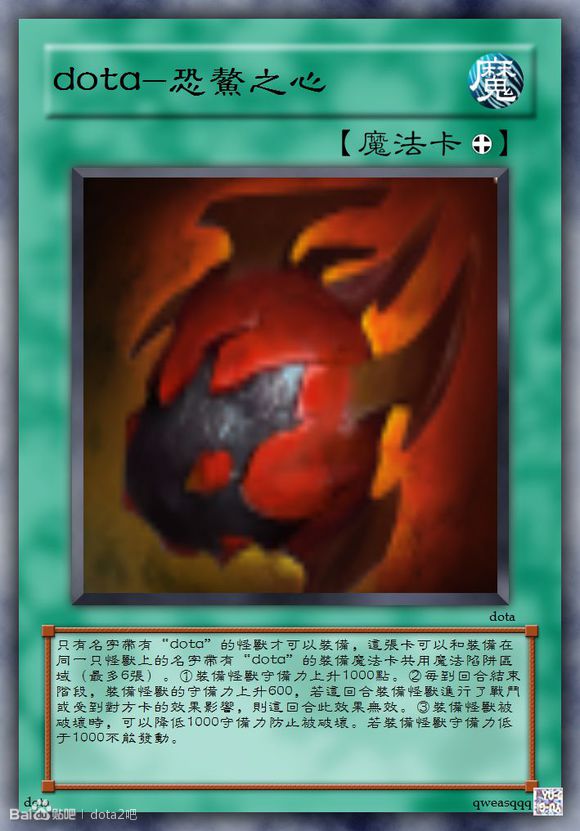 dota-恐鰲之心
魔
【魔法卡】
dota
只有名字帶有“dota”的怪獸才可以裝備，這張卡可以和裝備在
同一只怪獸上的名字帶有“dota”的裝備魔法卡共用魔法陷阱區
域（最多6張）。①裝備怪獸守備力上升1000點。②每到回合結束
階段，裝備怪獸的守備力上升600，若這回合裝備怪獸進行了戰鬥
或受到對方卡的效果影響，則這回合此效果無效。③裝備怪獸被
破壞時，可以降低1000守備力防止被破壞。若裝備怪獸守備力低
于1000不能發動。
dota
qweasqqq
Bai 贴吧 | dota2吧